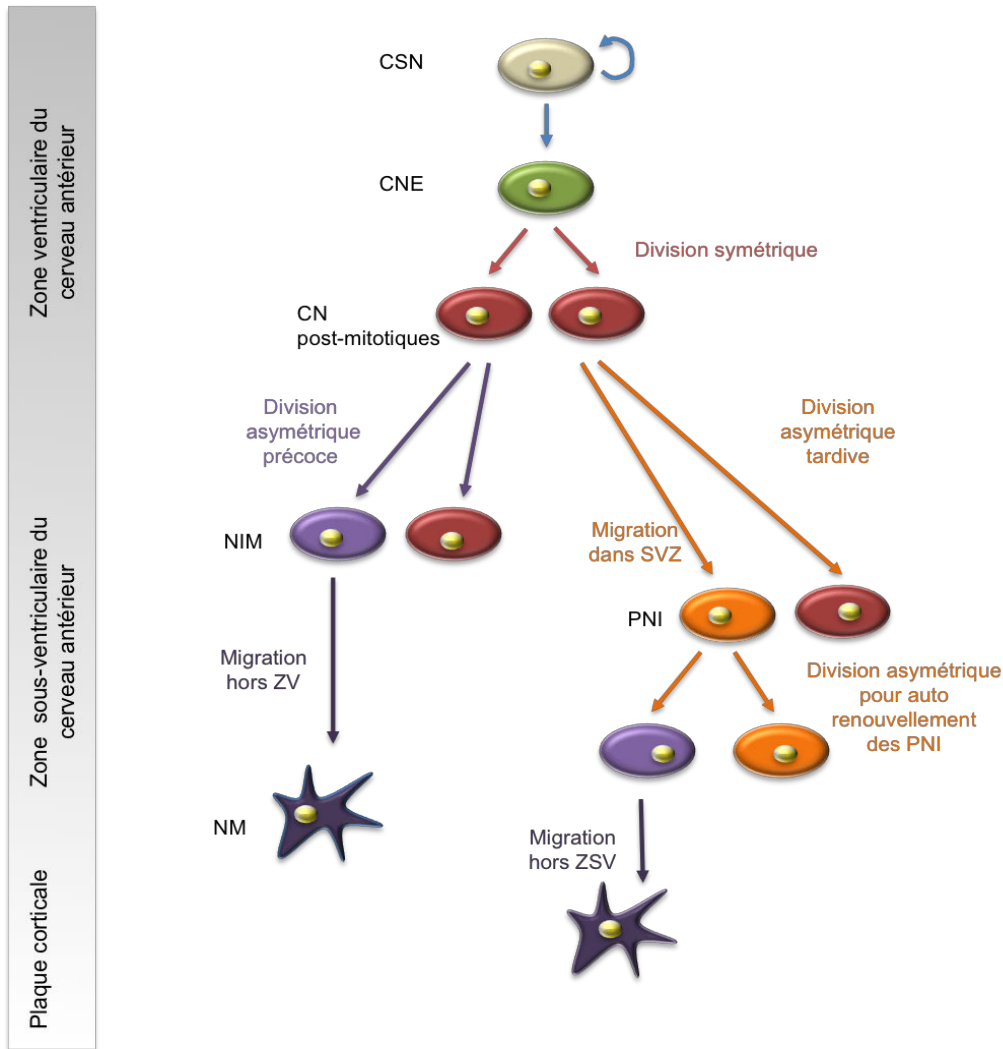 Zone ventriculaire du
cerveau antérieur
Zone sous-ventriculaire du
cerveau antérieur
Plaque corticale
CSN
CNE
Division symétrique
CN
post-mitotiques
Division
asymétrique
précoce
Division
asymétrique
tardive
NIM
Migration
dans SVZ
PNI
Migration
hors ZV
Division asymétrique
pour auto
renouvellement
des PNI
NM
Migration
hors ZSV